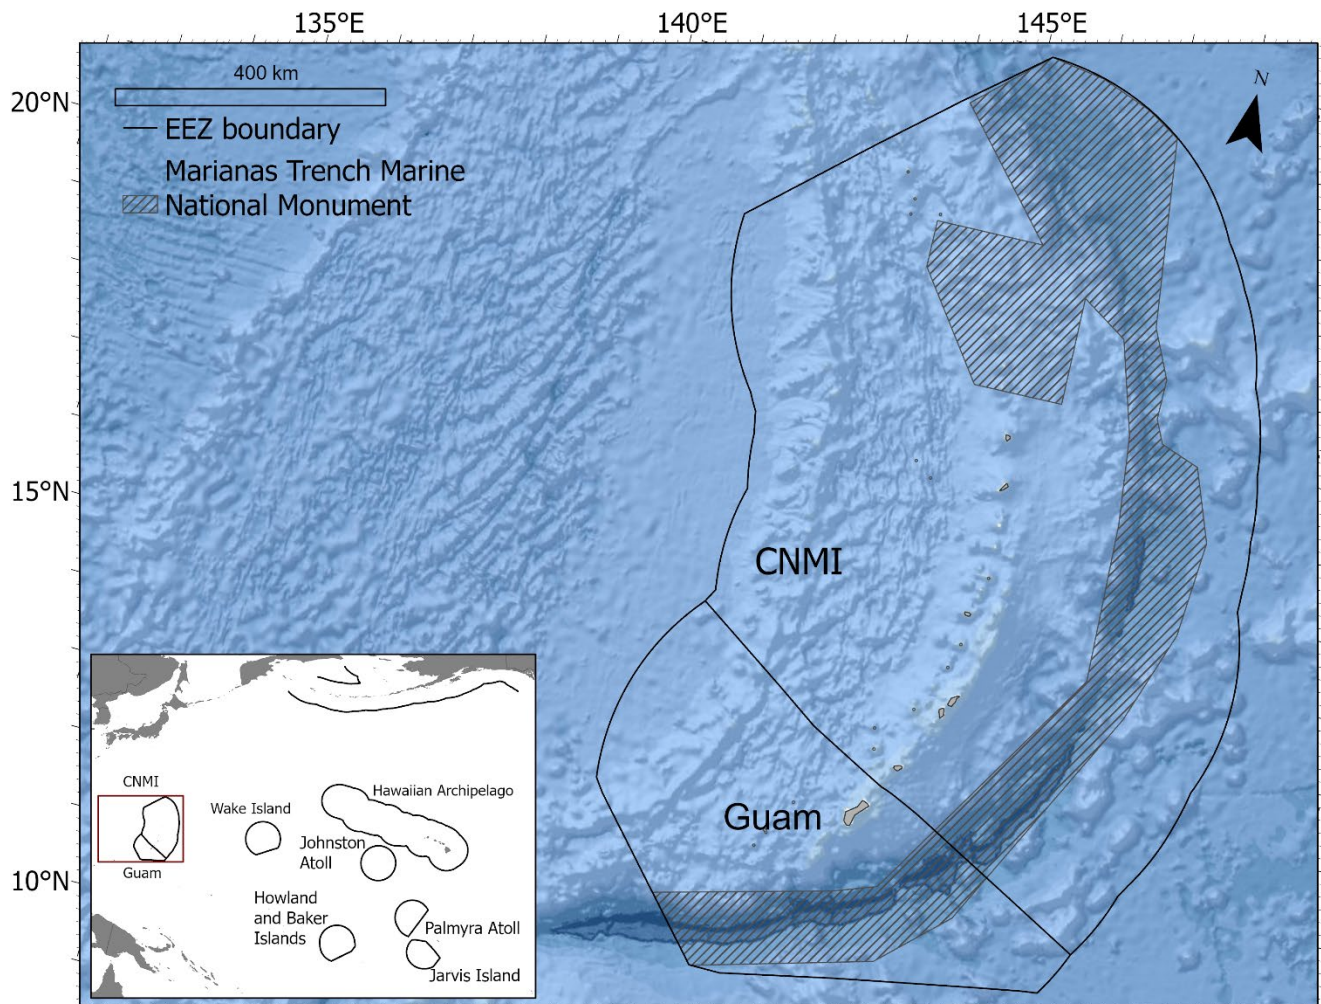 135°E
140°E
145°E
400 km
20°N
EEZ boundary
Marianas Trench Marine
National Monument
N
15°N
CNMI
Guam
10°N
CNMI
Guam
Wake Island
Hawaiian Archipelago
Johnston
Atoll
Howland
and Baker
Islands
Palmyra Atoll
Jarvis Island